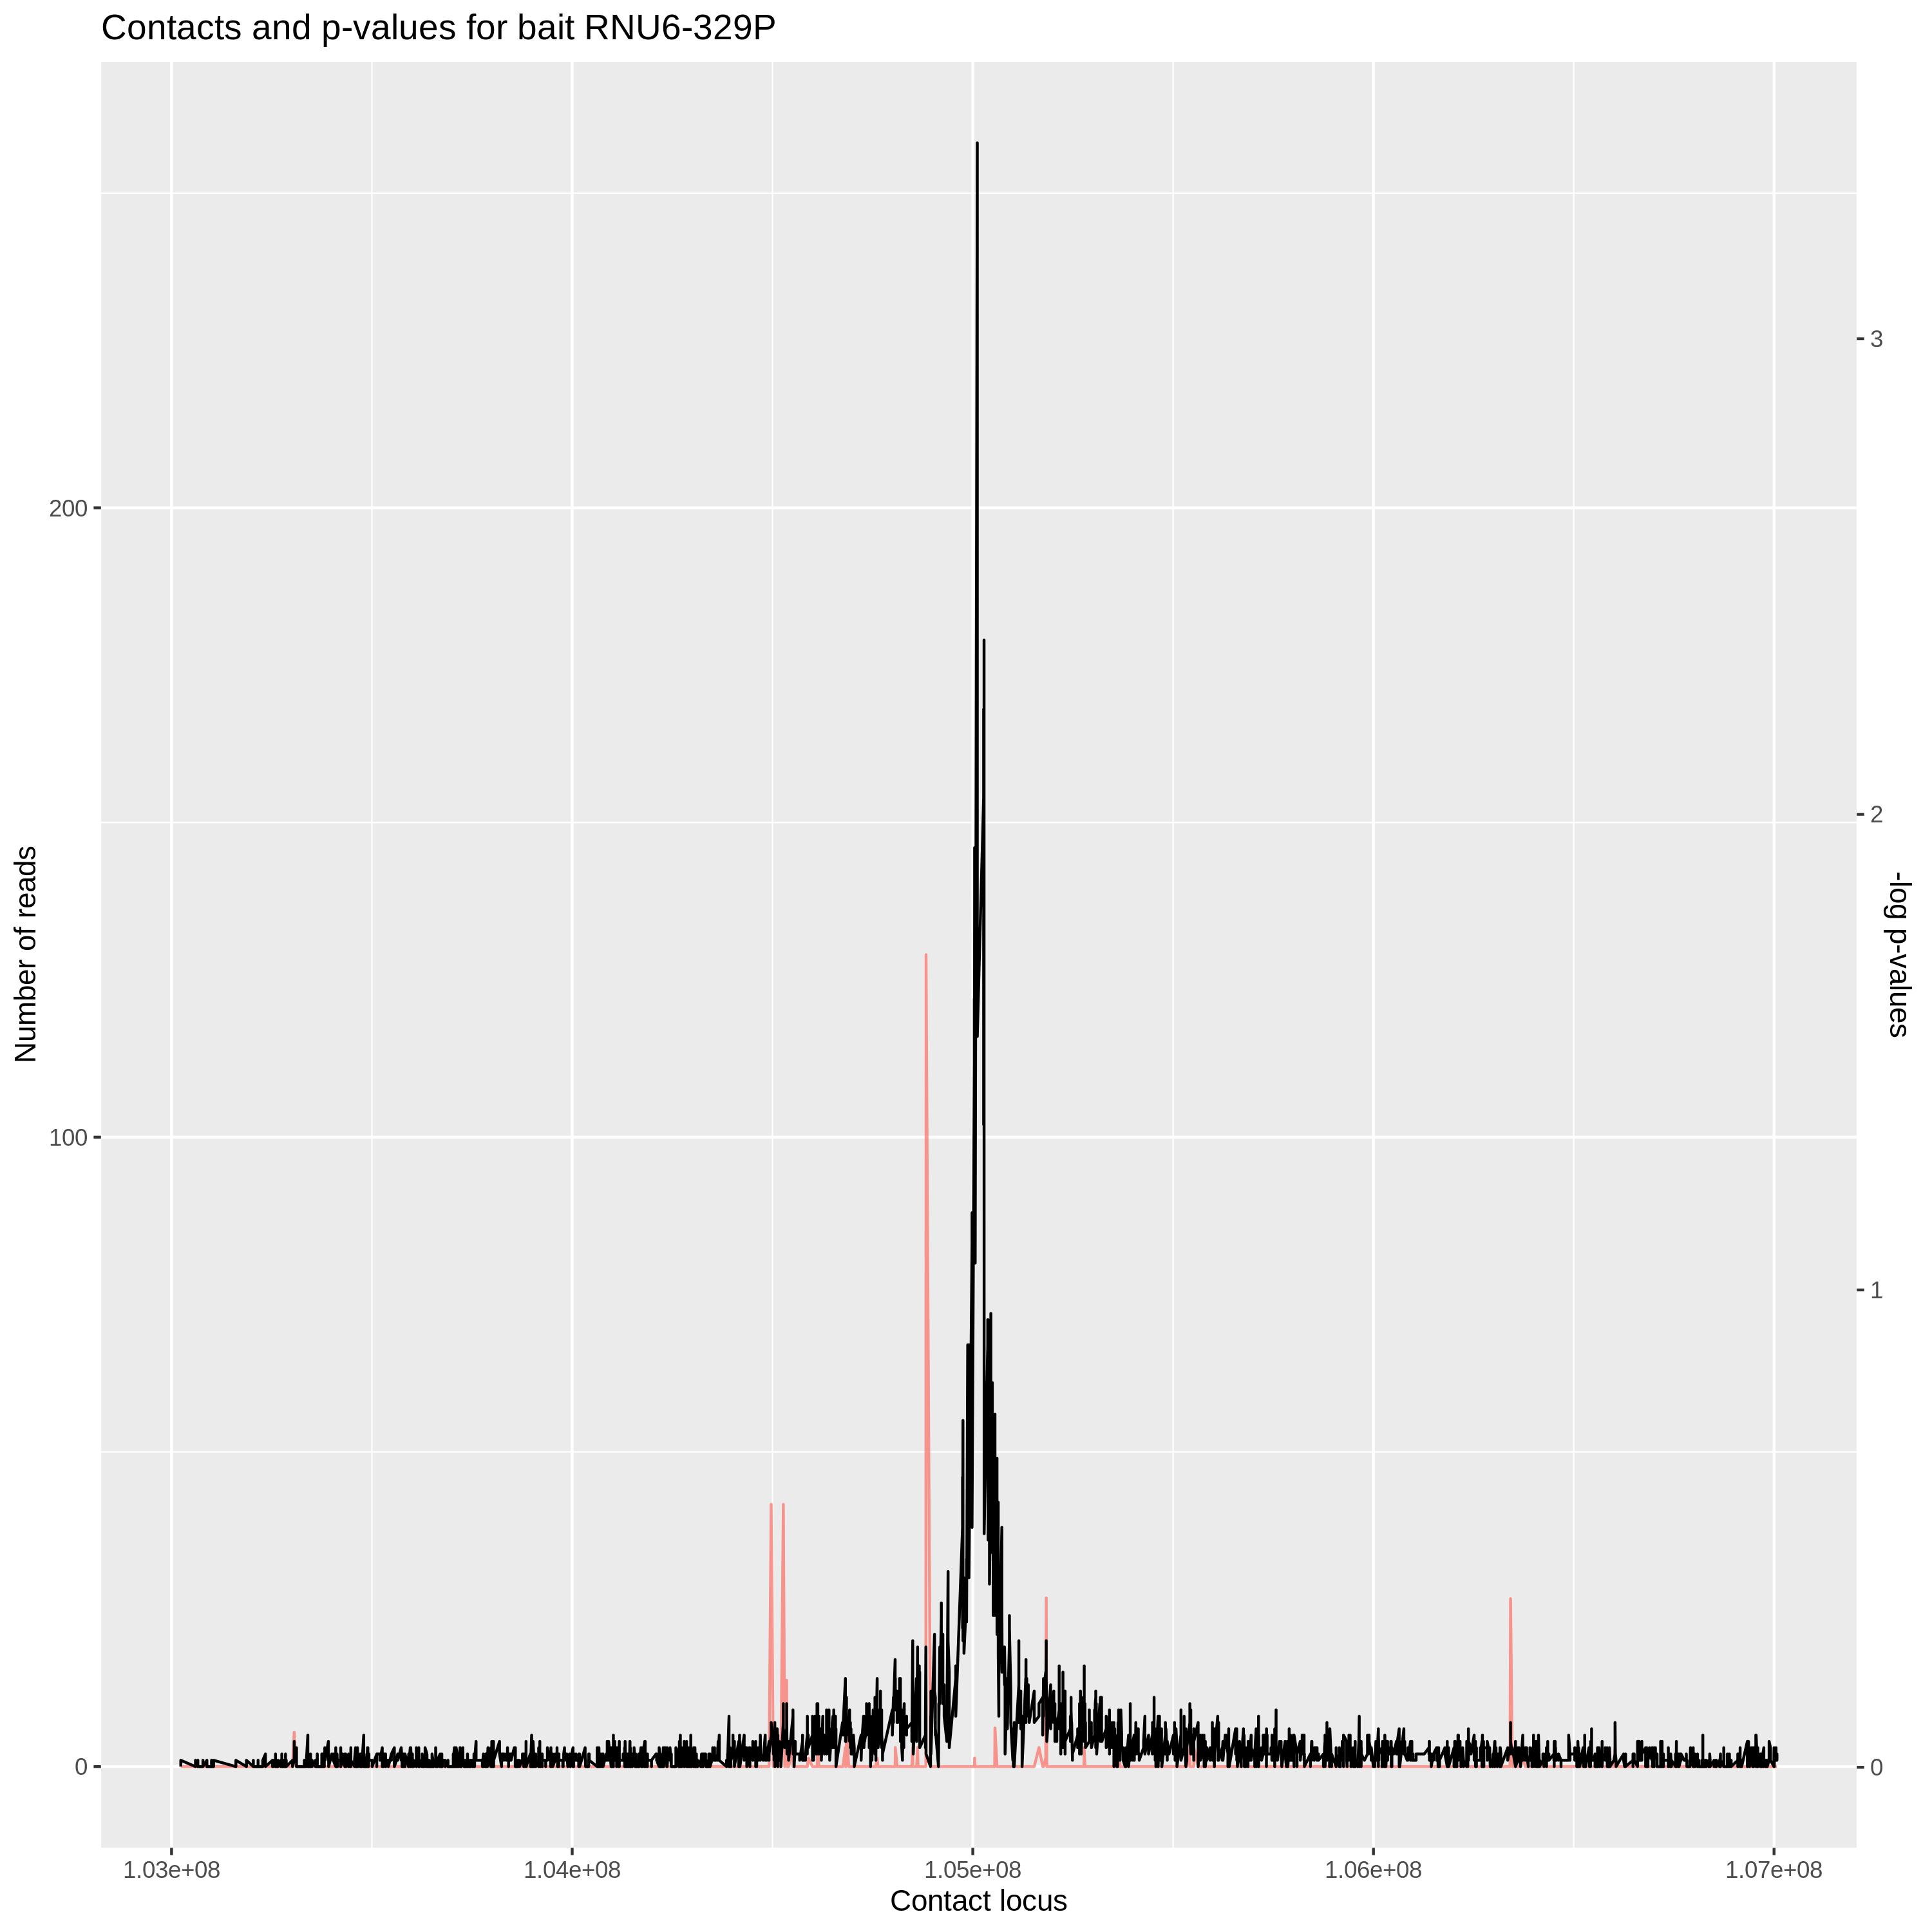 Contacts and p-values for bait RNU6-329P
Number of reads
200
100
0
3
2
1
0
-log p-values
1.03e+08 1.04e+08 1.05e+08 1.06e+08 1.07e+08
Contact locus